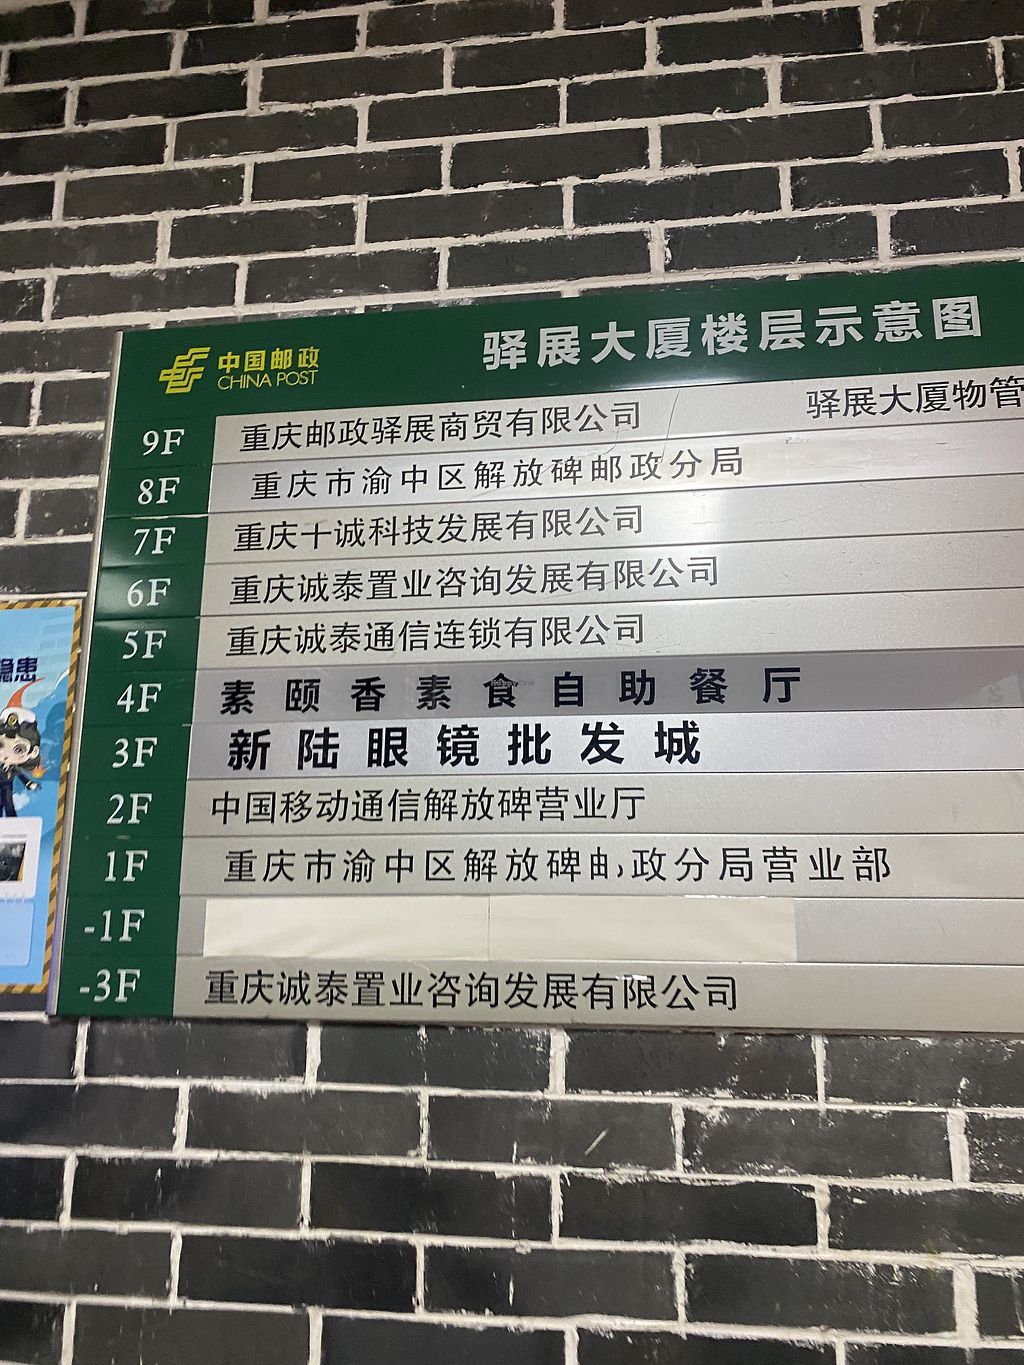 中国邮政
CHINA POST
驿展大厦楼层示意图
9F 重庆邮政驿展商贸有限公司 驿展大厦物管
8F 重庆市渝中区解放碑邮政分局
7F 重庆十诚科技发展有限公司
6F 重庆诚泰置业咨询发展有限公司
5F 重庆诚泰通信连锁有限公司
4F 素颐香素食自助餐厅
3F 新陆眼镜批发城
2F 中国移动通信解放碑营业厅
1F 重庆市渝中区解放碑邮政分局营业部
-1F
-3F 重庆诚泰置业咨询发展有限公司
隐患